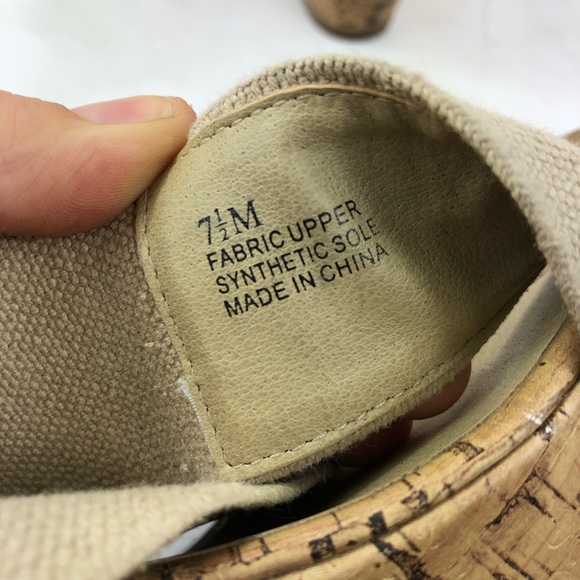 7½M
FABRIC UPPER
SYNTHETIC SOLE
MADE IN CHINA